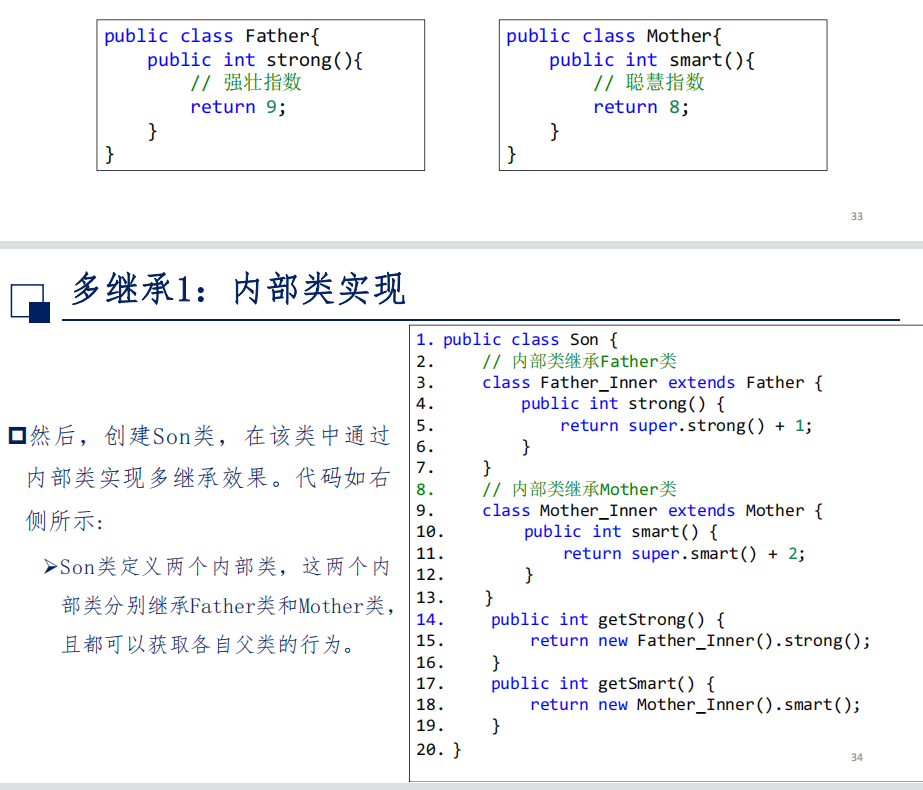 public class Father{
public int strong(){
// 强壮指数
return 9;
}
}
public class Mother{
public int smart(){
// 聪慧指数
return 8;
}
}
33
多继承1：内部类实现
然后，创建Son类，在该类中通过
内部类实现多继承效果。代码如右
侧所示:
Son类定义两个内部类，这两个内
部类分别继承Father类和Mother类，
且都可以获取各自父类的行为。
1. public class Son {
2. // 内部类继承Father类
3. class Father_Inner extends Father {
4. public int strong() {
5. return super.strong() + 1;
6. }
7. }
8. // 内部类继承Mother类
9. class Mother_Inner extends Mother {
10. public int smart() {
11. return super.smart() + 2;
12. }
13. }
14. public int getStrong() {
15. return new Father_Inner().strong();
16. }
17. public int getSmart() {
18. return new Mother_Inner().smart();
19. }
20. }
34